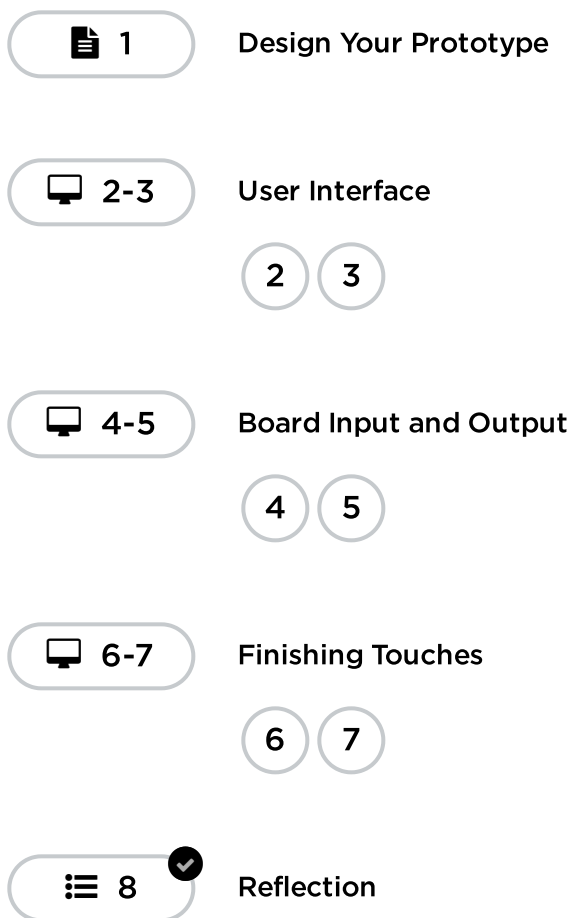 1 Design Your Prototype
2-3 User Interface
2 3
4-5 Board Input and Output
4 5
6-7 Finishing Touches
6 7
8 Reflection